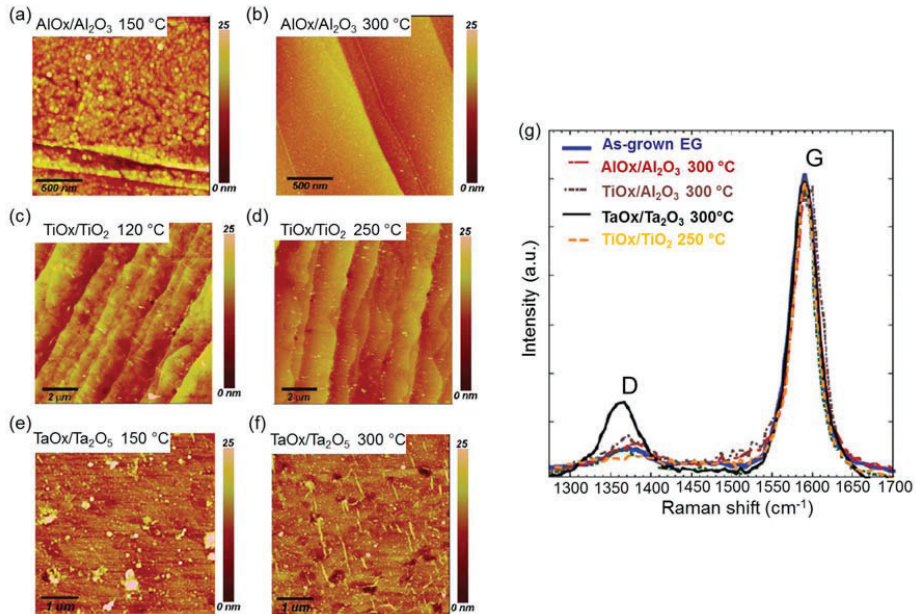 (a)
AlOx/Al₂O₃ 150 °C
25
0 nm
500 nm
(b)
AlOx/Al₂O₃ 300 °C
25
0 nm
500 nm
(c)
TiOx/TiO₂ 120 °C
25
0 nm
2 μm
(d)
TiOx/TiO₂ 250 °C
25
0 nm
2 μm
(e)
TaOx/Ta₂O₅ 150 °C
25
0 nm
1 um
(f)
TaOx/Ta₂O₅ 300 °C
25
0 nm
1 um
(g)
As-grown EG
AlOx/Al₂O₃ 300 °C
TiOx/Al₂O₃ 300 °C
TaOx/Ta₂O₃ 300°C
TiOx/TiO₂ 250 °C
G
D
Intensity (a.u.)
1300 1350 1400 1450 1500 1550 1600 1650 1700
Raman shift (cm⁻¹)